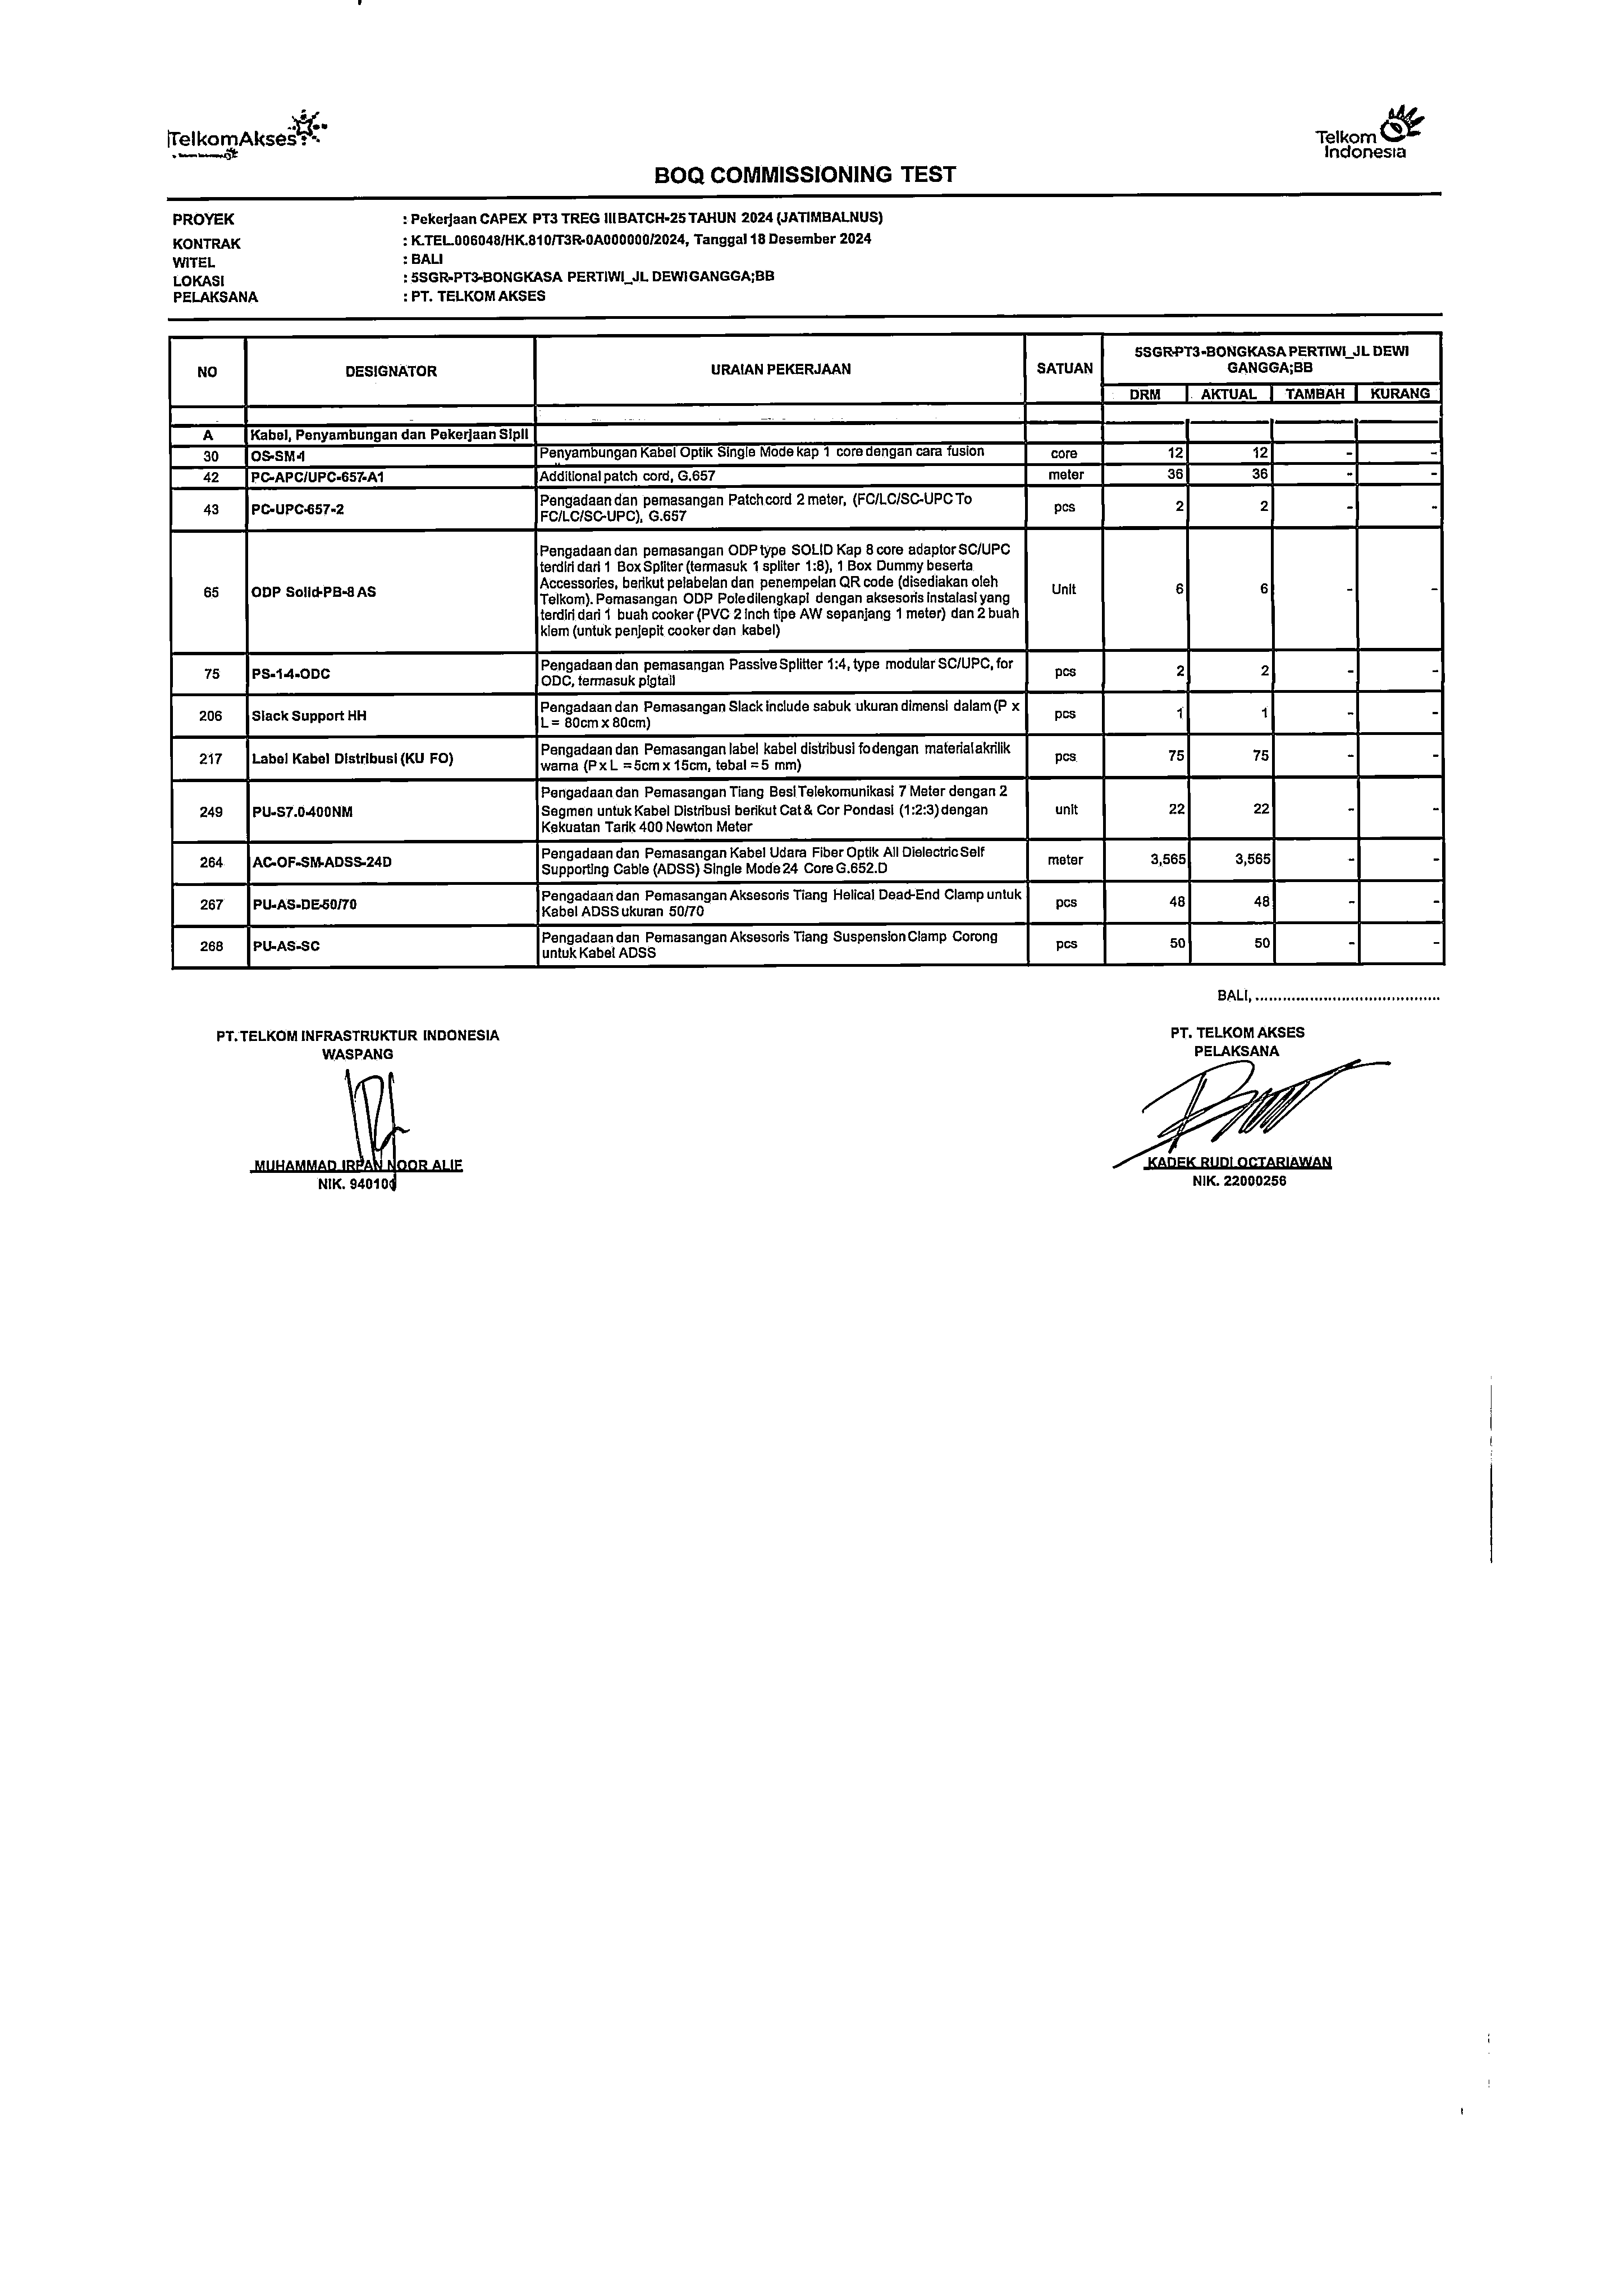 TelkomAkses
Telkom
Indonesia
BOQ COMMISSIONING TEST
PROYEK : Pekerjaan CAPEX PT3 TREG III BATCH-25 TAHUN 2024 (JATIMBALNUS)
KONTRAK : K.TEL.006048/HK.810/T3R-0A000000/2024, Tanggal 18 Desember 2024
WITEL : BALI
LOKASI : 5SGR-PT3-BONGKASA PERTIWI_JL DEWI GANGGA;BB
PELAKSANA : PT. TELKOM AKSES
NO DESIGNATOR URAIAN PEKERJAAN SATUAN 5SGR-PT3-BONGKASA PERTIWI_JL DEWI
GANGGA;BB
DRM AKTUAL TAMBAH KURANG
A Kabel, Penyambungan dan Pekerjaan Sipil
30 OS-SM-1 Penyambungan Kabel Optik Single Mode kap 1 core dengan cara fusion core 12 12 - -
42 PC-APC/UPC-657-A1 Additional patch cord, G.657 meter 36 36 - -
43 PC-UPC-657-2 Pengadaan dan pemasangan Patch cord 2 meter, (FC/LC/SC-UPC To
FC/LC/SC-UPC), G.657 pcs 2 2 - -
65 ODP Solid-PB-8 AS Pengadaan dan pemasangan ODP type SOLID Kap 8 core adaptor SC/UPC
terdiri dari 1 Box Spliter (termasuk 1 spliter 1:8), 1 Box Dummy beserta
Accessories, berikut pelabelan dan penempelan QR code (disediakan oleh
Telkom). Pemasangan ODP Pole dilengkapi dengan aksesoris instalasi yang
terdiri dari 1 buah cooker (PVC 2 inch tipe AW sepanjang 1 meter) dan 2 buah
klem (untuk penjepit cooker dan kabel) Unit 6 6 - -
75 PS-1-4-ODC Pengadaan dan pemasangan Passive Splitter 1:4, type modular SC/UPC, for
ODC, termasuk pigtail pcs 2 2 - -
206 Slack Support HH Pengadaan dan Pemasangan Slack include sabuk ukuran dimensi dalam (P x
L = 80cm x 80cm) pcs 1 1 - -
217 Label Kabel Distribusi (KU FO) Pengadaan dan Pemasangan label kabel distribusi fo dengan material akrilik
warna (P x L = 5cm x 15cm, tebal = 5 mm) pcs 75 75 - -
249 PU-S7.0-400NM Pengadaan dan Pemasangan Tiang Besi Telekomunikasi 7 Meter dengan 2
Segmen untuk Kabel Distribusi berikut Cat & Cor Pondasi (1:2:3) dengan
Kekuatan Tarik 400 Newton Meter unit 22 22 - -
264 AC-OF-SM-ADSS-24D Pengadaan dan Pemasangan Kabel Udara Fiber Optik All Dielectric Self
Supporting Cable (ADSS) Single Mode 24 Core G.652.D meter 3,565 3,565 - -
267 PU-AS-DE-50/70 Pengadaan dan Pemasangan Aksesoris Tiang Helical Dead-End Clamp untuk
Kabel ADSS ukuran 50/70 pcs 48 48 - -
268 PU-AS-SC Pengadaan dan Pemasangan Aksesoris Tiang Suspension Clamp Corong
untuk Kabel ADSS pcs 50 50 - -
BALI, ........................................
PT. TELKOM INFRASTRUKTUR INDONESIA
WASPANG
MUHAMMAD IRFAN NOOR ALIE
NIK.
PT. TELKOM AKSES
PELAKSANA
KADEK RUDI OCTARIAWAN
NIK. 22000256